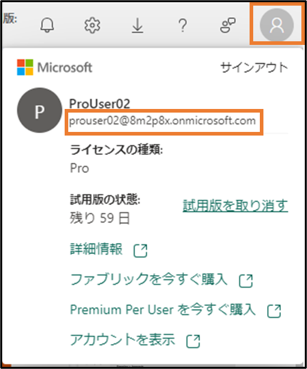 版:
Microsoft
サインアウト
P
ProUser02
prouser02@8m2p8x.onmicrosoft.com
ライセンスの種類:
Pro
試用版の状態:
残り 59 日
試用版を取り消す
詳細情報
ファブリックを今すぐ購入
Premium Per User を今すぐ購入
アカウントを表示